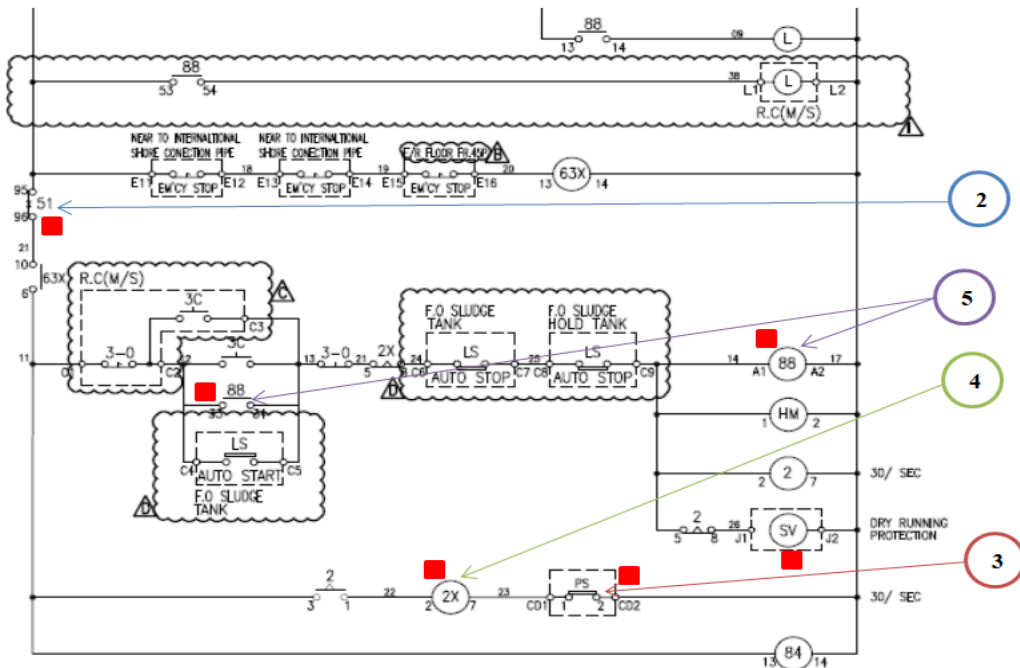 88
13 14 09 L
88
53 54 38 L1 L L2
R.C(M/S)
1
NEAR TO INTERNALTIONAL NEAR TO INTERNALTIONAL
SHORE CONECTION PIPE SHORE CONECTION PIPE E/R FLOOR FR.45P B
E11 E12 18 E13 E14 19 E15 E16 20 13 63X 14
EM'CY STOP EM'CY STOP EM'CY STOP
95
51
96
2
21
10
63X
6
R.C(M/S)
3C
C3
C
5
F.O SLUDGE F.O SLUDGE
TANK HOLD TANK
11 3-0 C2 3C 13 3-0 21 2X 24 LS 25 LS 14 88 17
5 C6 C7 C8 C9 A1 A2
AUTO STOP AUTO STOP
D
88
33 34
4
LS
C4 C5
AUTO START
F.O SLUDGE
TANK
D
1 HM 2
2 2 7 30/ SEC
2
5 8 26 J1 SV J2 DRY RUNNING
PROTECTION
2
3 1 22 2 2X 7 23 CD1 1 PS 2 CD2 30/ SEC
3
13 84 14